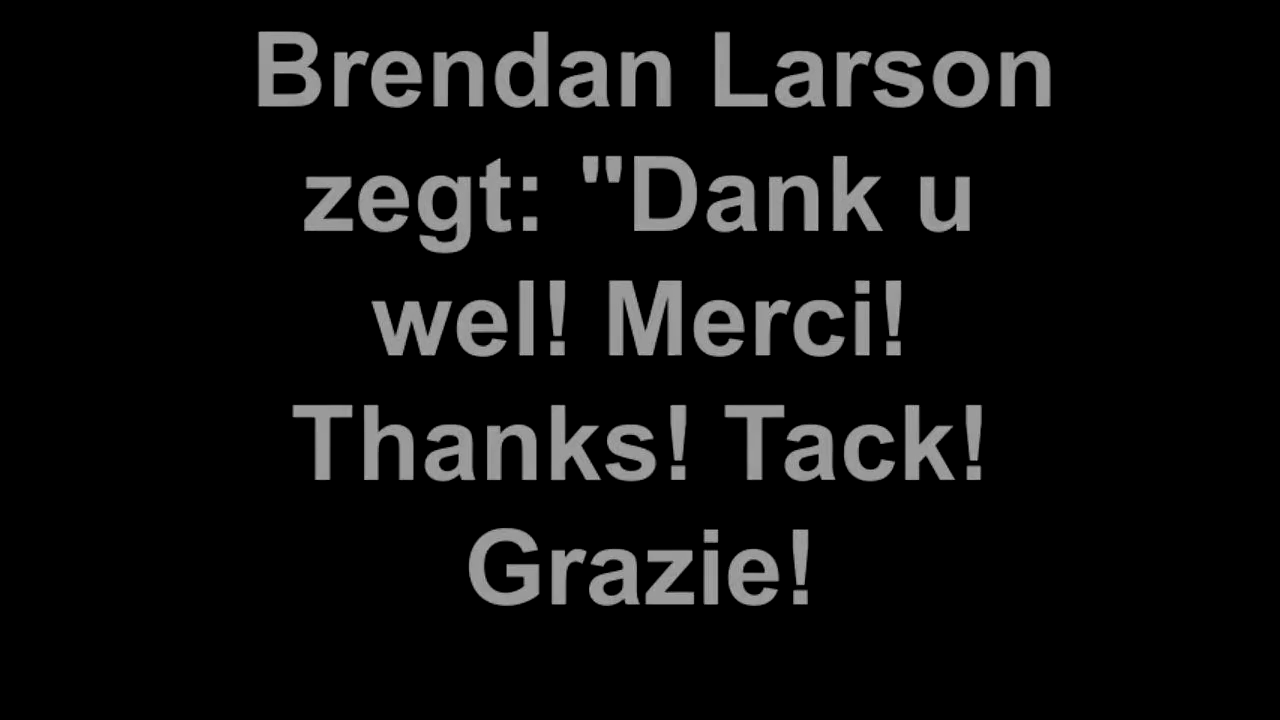 Brendan Larson
zegt: "Dank u
wel! Merci!
Thanks! Tack!
Grazie!